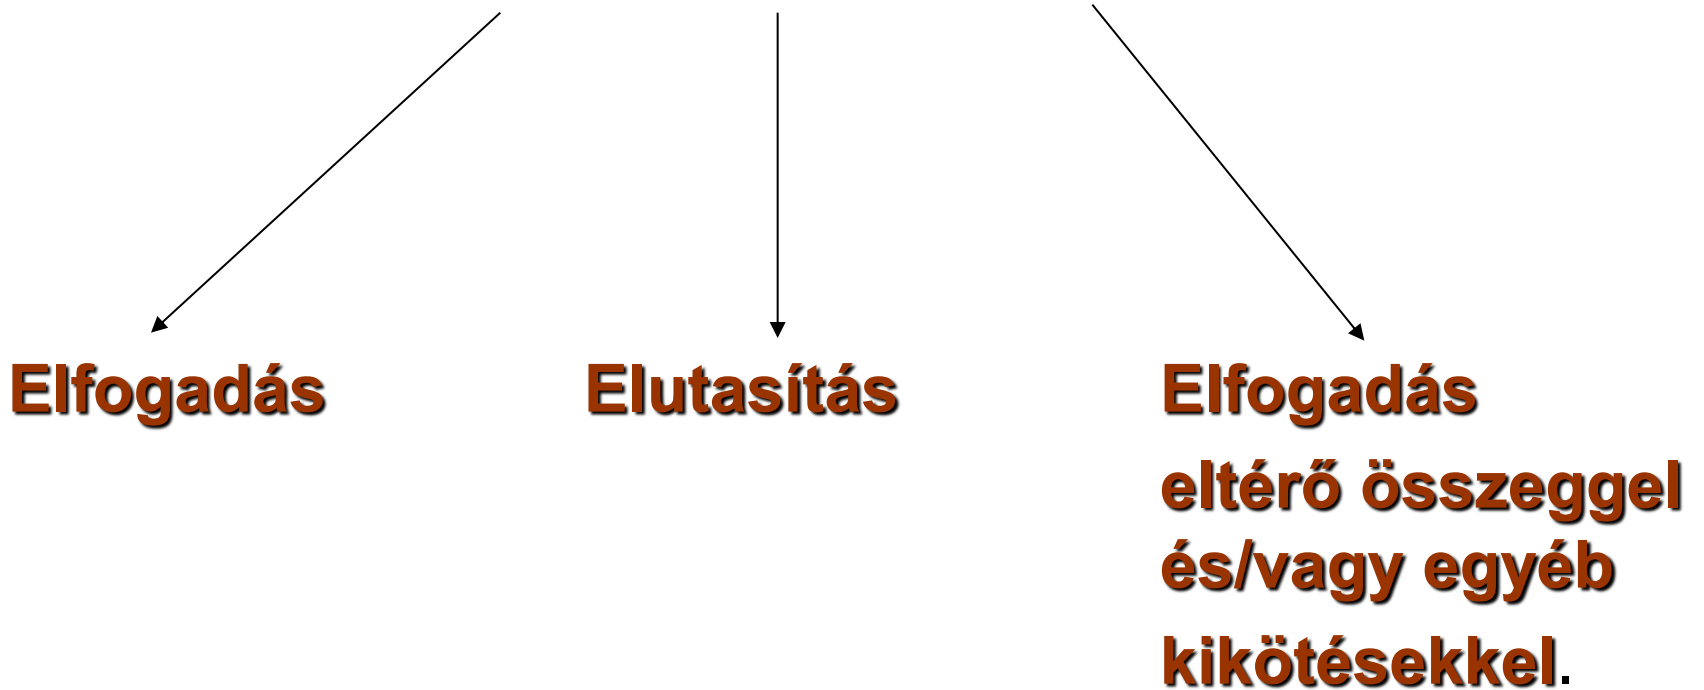 Elfogadás
Elutasítás
Elfogadás
eltérő összeggel
és/vagy egyéb
kikötésekkel.